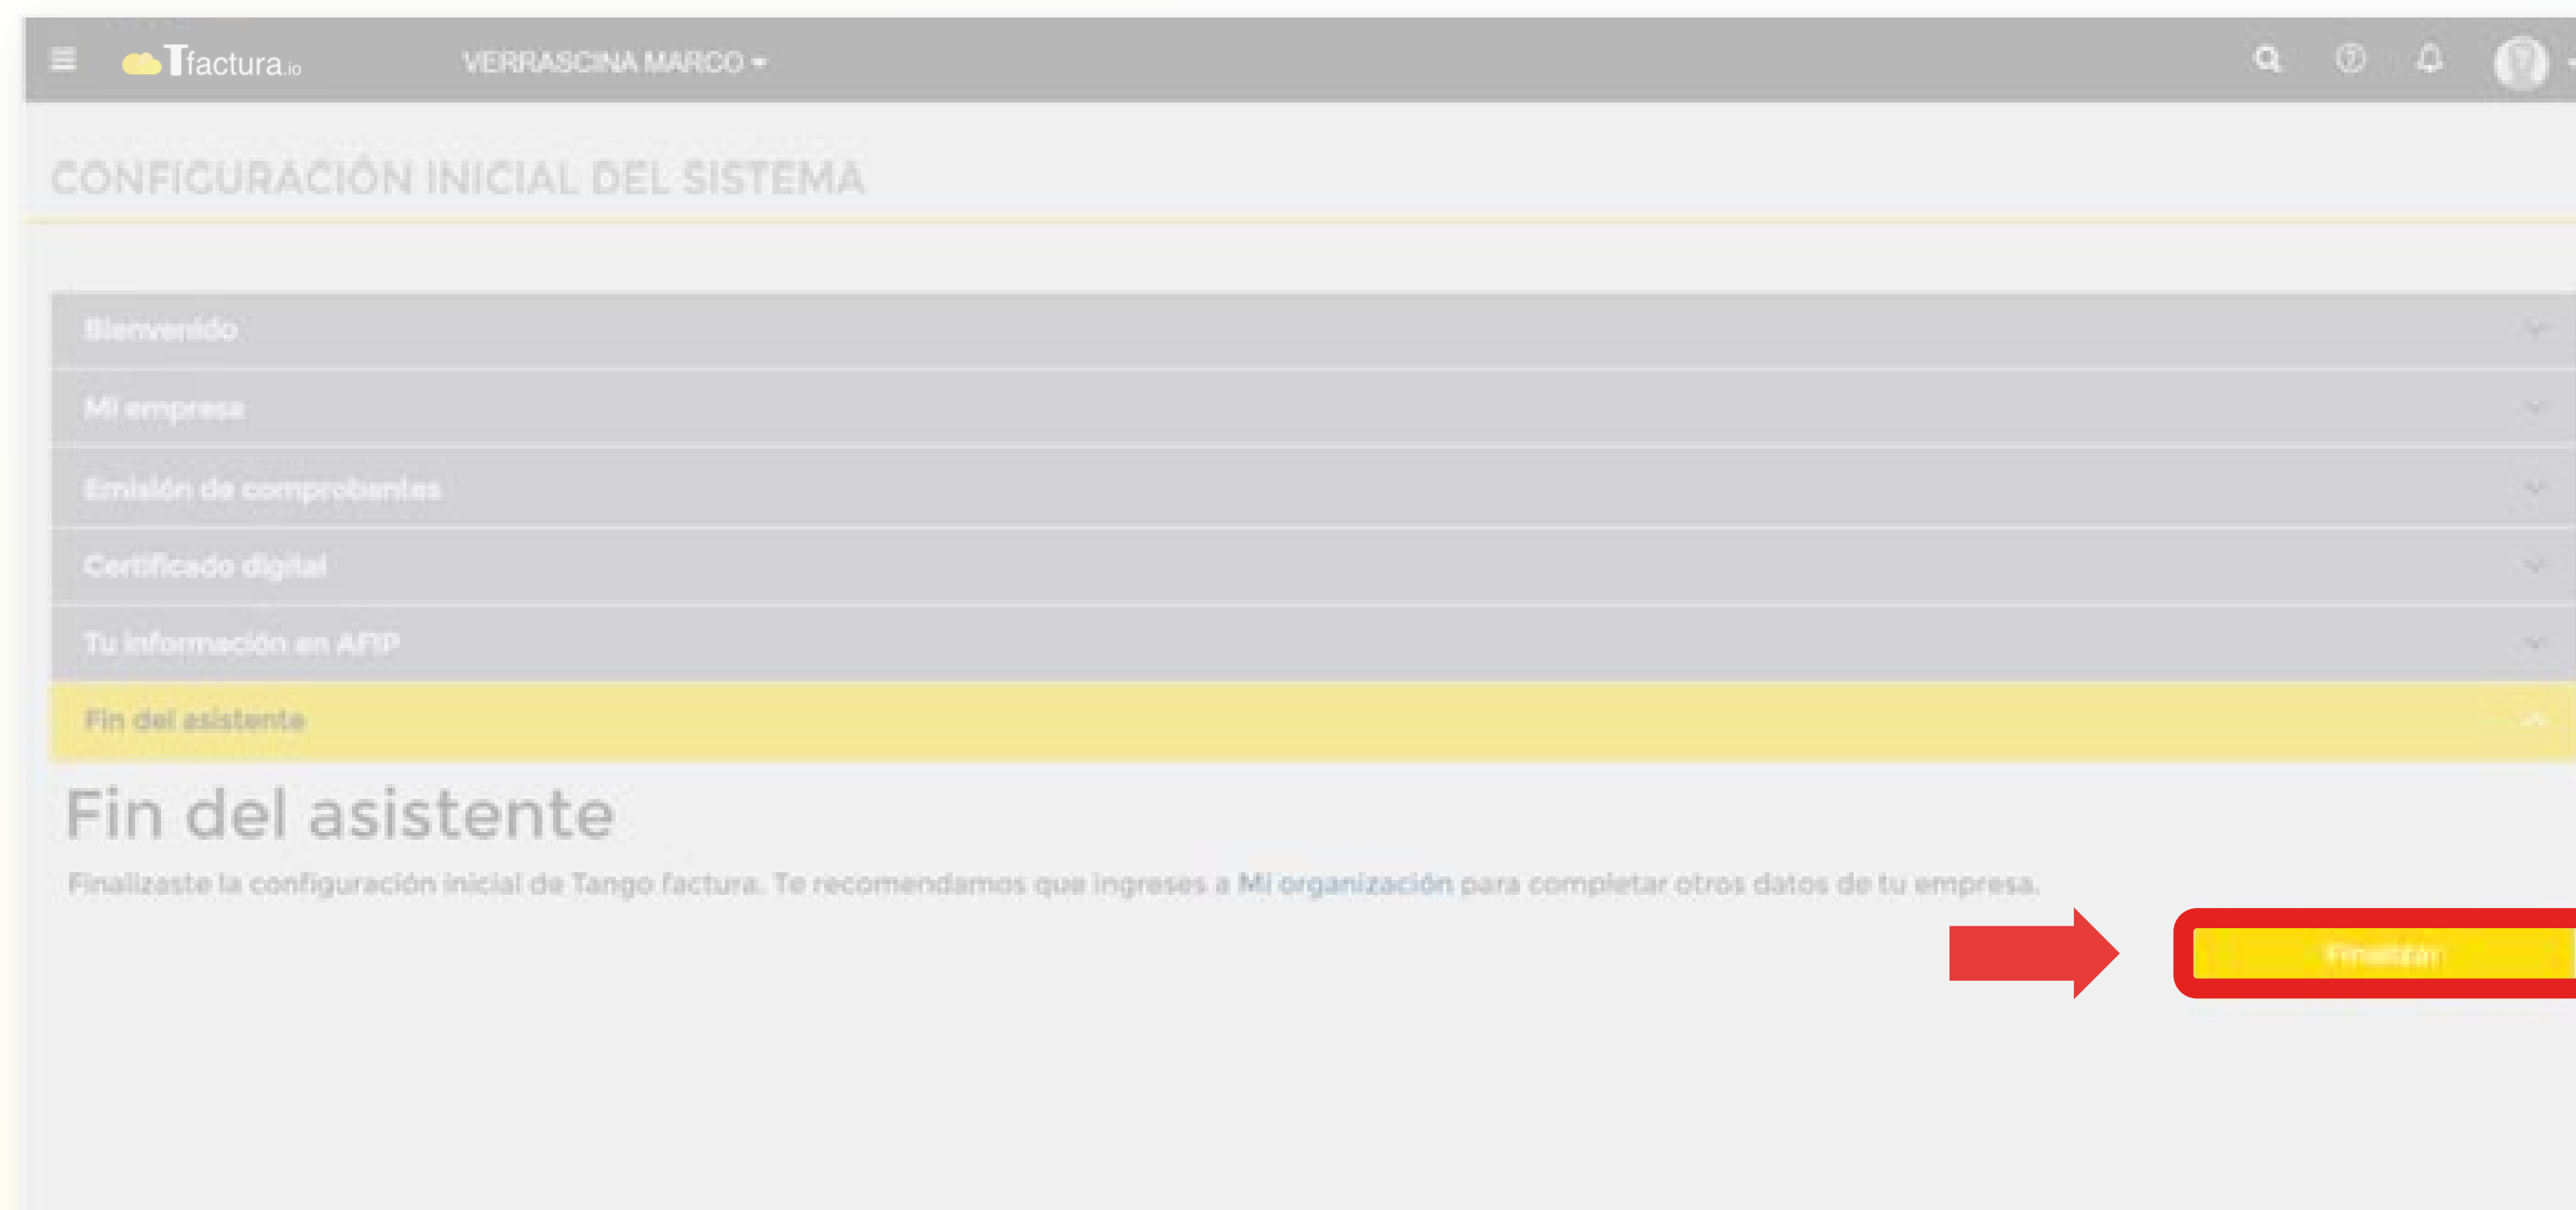 Tfactura.io
VERRASCINA MARCO
CONFIGURACIÓN INICIAL DEL SISTEMA
Bienvenido
Mi empresa
Emisión de comprobantes
Certificado digital
Tu información en AFIP
Fin del asistente
Fin del asistente
Finalizaste la configuración inicial de Tango factura. Te recomendamos que ingreses a Mi organización para completar otros datos de tu empresa.
Finalizar